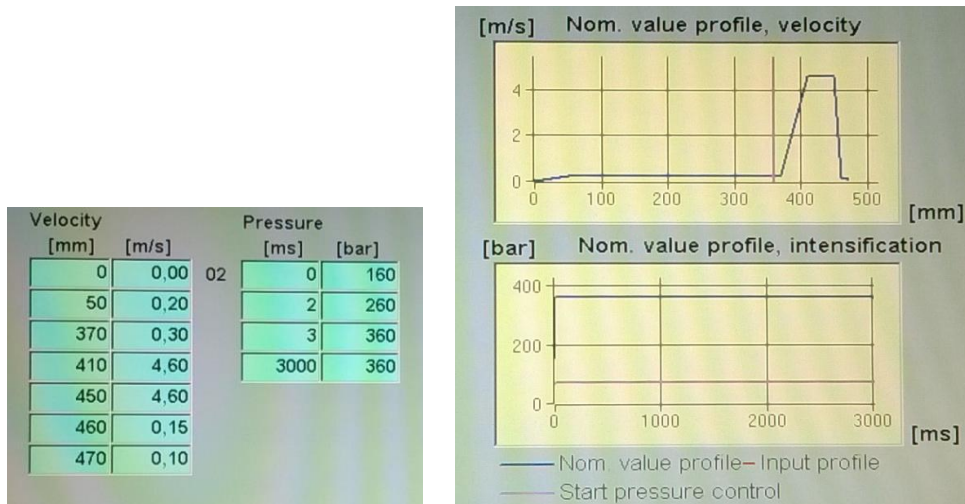 Velocity
[mm] [m/s]
0 0,00
50 0,20
370 0,30
410 4,60
450 4,60
460 0,15
470 0,10
02
Pressure
[ms] [bar]
0 160
2 260
3 360
3000 360
[m/s] Nom. value profile, velocity
4
2
0
0 100 200 300 400 500
[mm]
[bar] Nom. value profile, intensification
400
200
0
0 1000 2000 3000
[ms]
Nom. value profile Input profile
Start pressure control